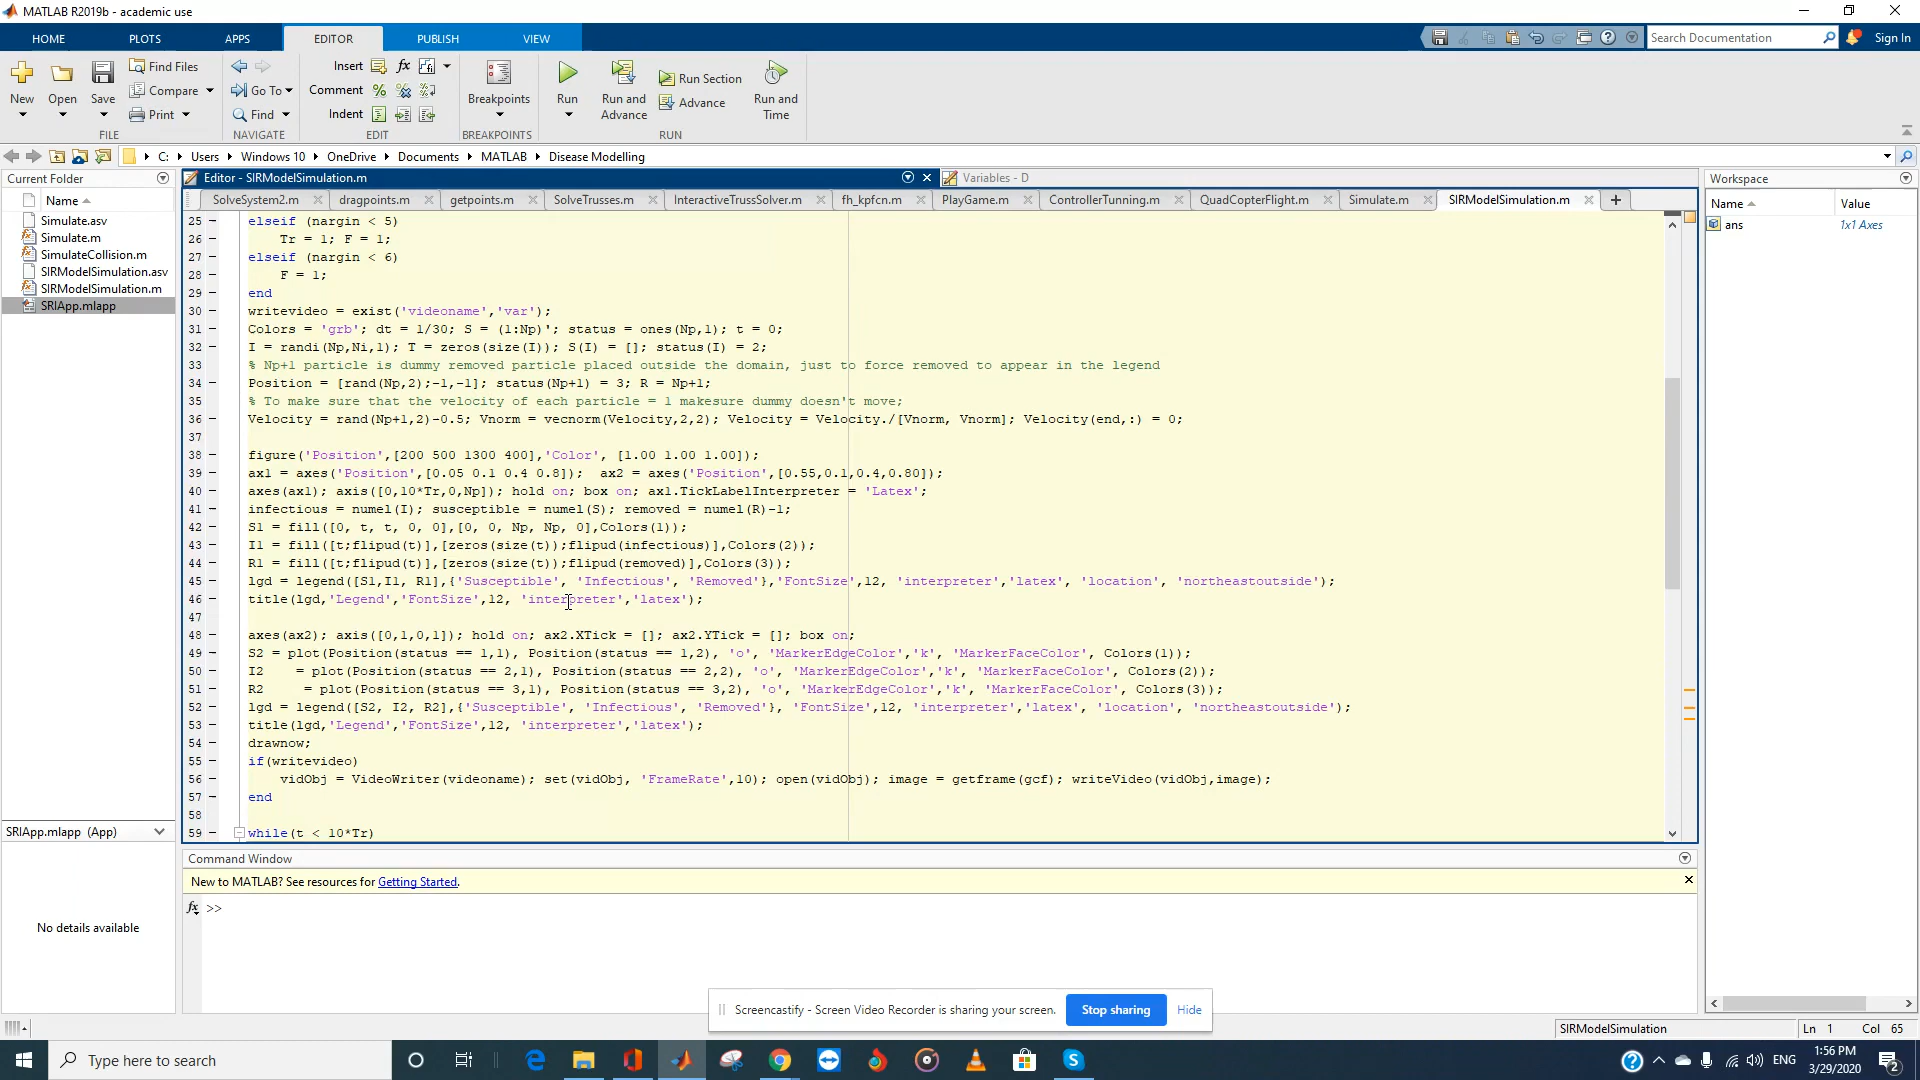 MATLAB R2019b - academic use
HOME PLOTS APPS EDITOR PUBLISH VIEW Search Documentation Sign In
New Open Save Find Files Compare Print Go To Find Insert fx Comment Indent Breakpoints Run Run and Advance Run Section Advance Run and Time
FILE NAVIGATE EDIT BREAKPOINTS RUN
C: Users Windows 10 OneDrive Documents MATLAB Disease Modelling
Current Folder
Name
Simulate.asv
Simulate.m
SimulateCollision.m
SIRModelSimulation.asv
SIRModelSimulation.m
SRIApp.mlapp
SRIApp.mlapp (App)
No details available
Editor - SIRModelSimulation.m
Variables - D
SolveSystem2.m dragpoints.m getpoints.m SolveTrusses.m InteractiveTrussSolver.m fh_kpfcn.m PlayGame.m ControllerTunning.m QuadCopterFlight.m Simulate.m SIRModelSimulation.m
25 elseif (nargin < 5)
26 Tr = 1; F = 1;
27 elseif (nargin < 6)
28 F = 1;
29 end
30 writevideo = exist('videoname','var');
31 Colors = 'grb'; dt = 1/30; S = (1:Np)'; status = ones(Np,1); t = 0;
32 I = randi(Np,Ni,1); T = zeros(size(I)); S(I) = []; status(I) = 2;
33 % Np+1 particle is dummy removed particle placed outside the domain, just to force removed to appear in the legend
34 Position = [rand(Np,2);-1,-1]; status(Np+1) = 3; R = Np+1;
35 % To make sure that the velocity of each particle = 1 makesure dummy doesn't move;
36 Velocity = rand(Np+1,2)-0.5; Vnorm = vecnorm(Velocity,2,2); Velocity = Velocity./[Vnorm, Vnorm]; Velocity(end,:) = 0;
37
38 figure('Position',[200 500 1300 400],'Color', [1.00 1.00 1.00]);
39 ax1 = axes('Position',[0.05 0.1 0.4 0.8]); ax2 = axes('Position',[0.55,0.1,0.4,0.80]);
40 axes(ax1); axis([0,10*Tr,0,Np]); hold on; box on; ax1.TickLabelInterpreter = 'Latex';
41 infectious = numel(I); susceptible = numel(S); removed = numel(R)-1;
42 S1 = fill([0, t, t, 0, 0],[0, 0, Np, Np, 0],Colors(1));
43 I1 = fill([t;flipud(t)],[zeros(size(t));flipud(infectious)],Colors(2));
44 R1 = fill([t;flipud(t)],[zeros(size(t));flipud(removed)],Colors(3));
45 lgd = legend([S1,I1, R1],{'Susceptible', 'Infectious', 'Removed'},'FontSize',12, 'interpreter','latex', 'location', 'northeastoutside');
46 title(lgd,'Legend','FontSize',12, 'interpreter','latex');
47
48 axes(ax2); axis([0,1,0,1]); hold on; ax2.XTick = []; ax2.YTick = []; box on;
49 S2 = plot(Position(status == 1,1), Position(status == 1,2), 'o', 'MarkerEdgeColor','k', 'MarkerFaceColor', Colors(1));
50 I2 = plot(Position(status == 2,1), Position(status == 2,2), 'o', 'MarkerEdgeColor','k', 'MarkerFaceColor', Colors(2));
51 R2 = plot(Position(status == 3,1), Position(status == 3,2), 'o', 'MarkerEdgeColor','k', 'MarkerFaceColor', Colors(3));
52 lgd = legend([S2, I2, R2],{'Susceptible', 'Infectious', 'Removed'}, 'FontSize',12, 'interpreter','latex', 'location', 'northeastoutside');
53 title(lgd,'Legend','FontSize',12, 'interpreter','latex');
54 drawnow;
55 if(writevideo)
56 vidObj = VideoWriter(videoname); set(vidObj, 'FrameRate',10); open(vidObj); image = getframe(gcf); writeVideo(vidObj,image);
57 end
58
59 while(t < 10*Tr)
Command Window
New to MATLAB? See resources for Getting Started.
fx >>
Workspace
Name Value
ans 1x1 Axes
Screencastify - Screen Video Recorder is sharing your screen. Stop sharing Hide
SIRModelSimulation Ln 1 Col 65
Type here to search
ENG
1:56 PM
3/29/2020
2